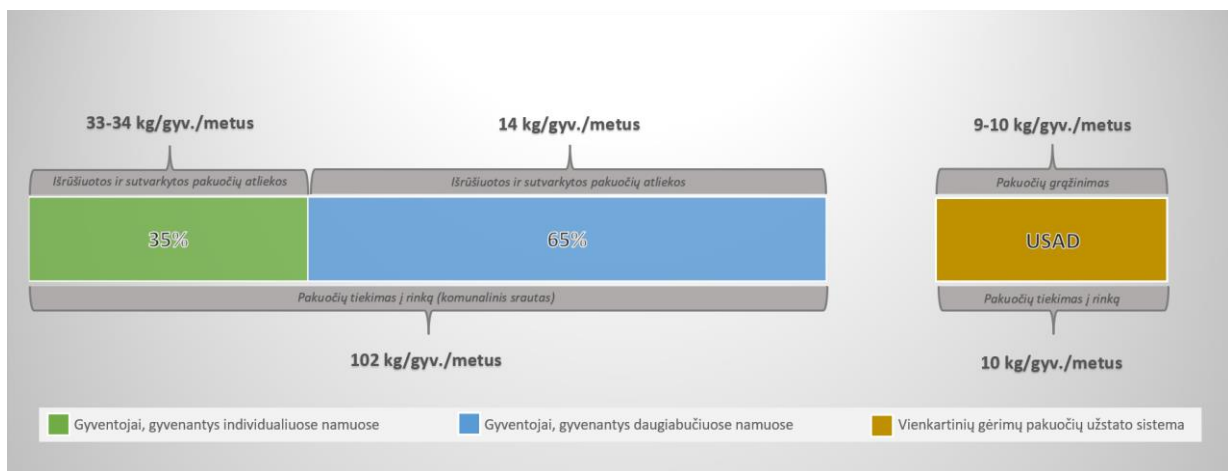 33-34 kg/gyv./metus
14 kg/gyv./metus
9-10 kg/gyv./metus
Išrūšiuotos ir sutvarkytos pakuočių atliekos
Išrūšiuotos ir sutvarkytos pakuočių atliekos
Pakuočių grąžinimas
35%
65%
USAD
Pakuočių tiekimas į rinką (komunalinis srautas)
Pakuočių tiekimas į rinką
102 kg/gyv./metus
10 kg/gyv./metus
Gyventojai, gyvenantys individualiuose namuose
Gyventojai, gyvenantys daugiabučiuose namuose
Vienkartinių gėrimų pakuočių užstato sistema